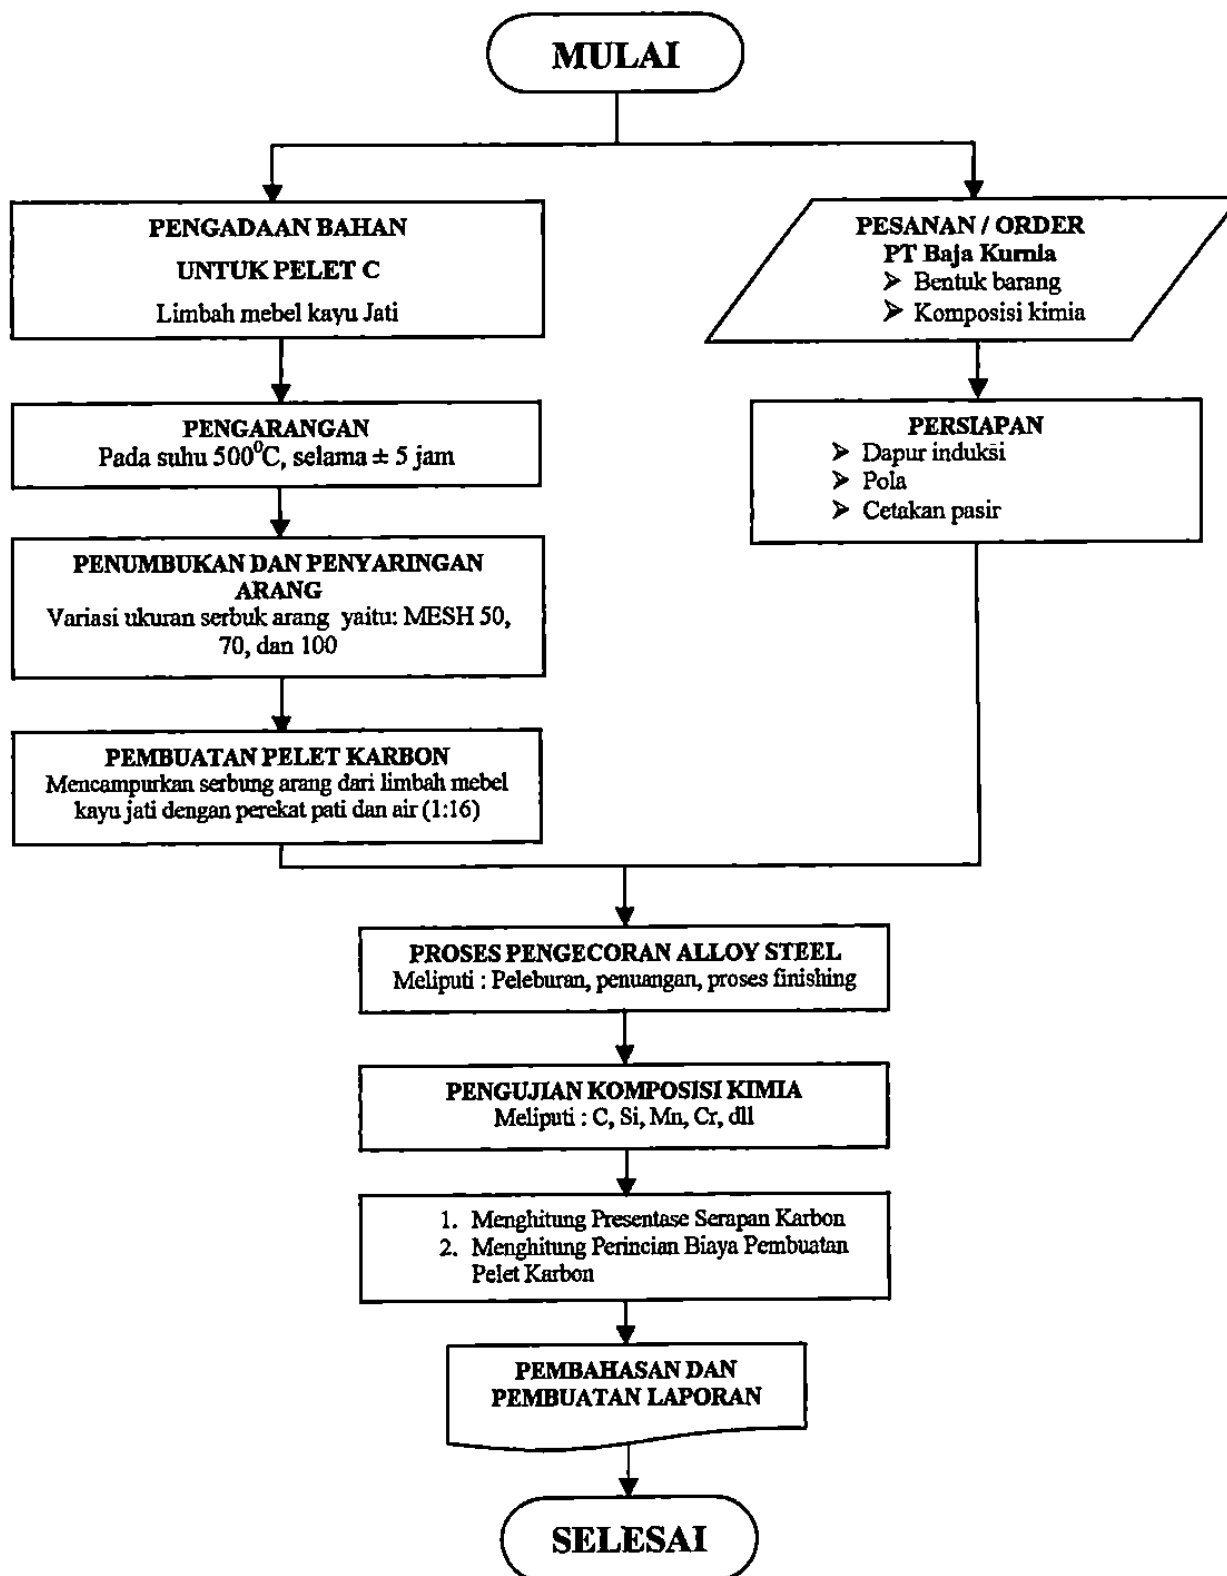 MULAI
PENGADAAN BAHAN
UNTUK PELET C
Limbah mebel kayu Jati
PESANAN / ORDER
PT Baja Kurnia
➢ Bentuk barang
➢ Komposisi kimia
PENGARANGAN
Pada suhu 500⁰C, selama ± 5 jam
PERSIAPAN
➢ Dapur induksi
➢ Pola
➢ Cetakan pasir
PENUMBUKAN DAN PENYARINGAN
ARANG
Variasi ukuran serbuk arang yaitu: MESH 50,
70, dan 100
PEMBUATAN PELET KARBON
Mencampurkan serbung arang dari limbah mebel
kayu jati dengan perekat pati dan air (1:16)
PROSES PENGECORAN ALLOY STEEL
Meliputi : Peleburan, penuangan, proses finishing
PENGUJIAN KOMPOSISI KIMIA
Meliputi : C, Si, Mn, Cr, dll
1. Menghitung Presentase Serapan Karbon
2. Menghitung Perincian Biaya Pembuatan
Pelet Karbon
PEMBAHASAN DAN
PEMBUATAN LAPORAN
SELESAI